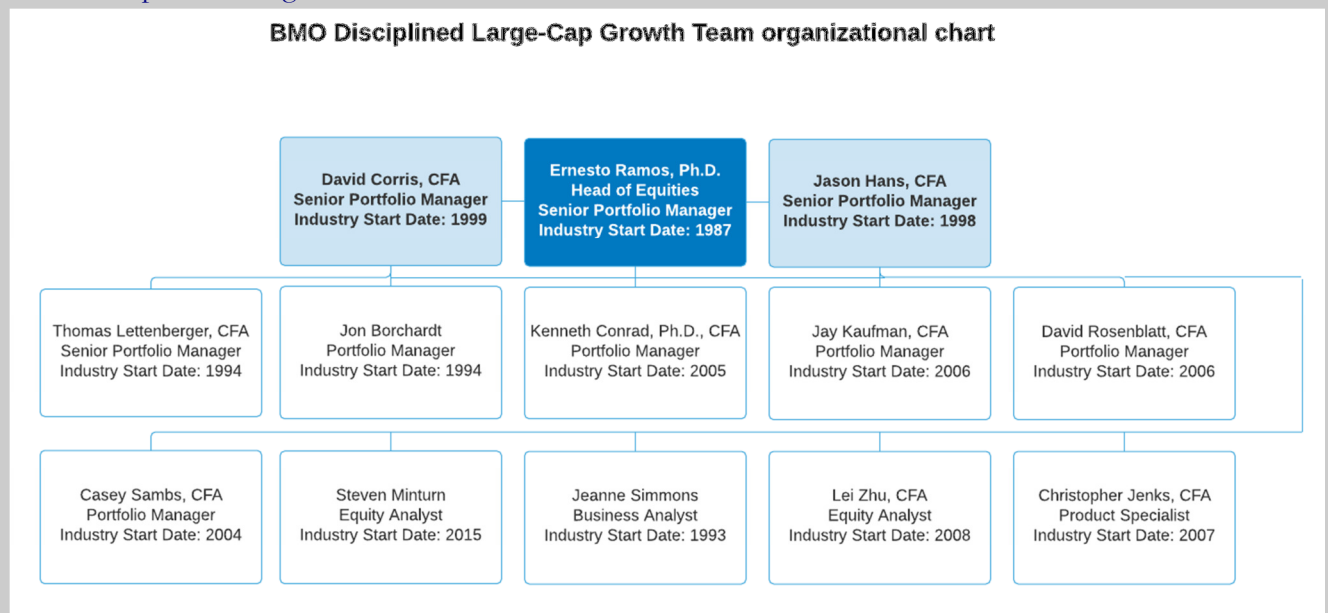 BMO Disciplined Large-Cap Growth Team organizational chart
David Corris, CFA
Senior Portfolio Manager
Industry Start Date: 1999
Ernesto Ramos, Ph.D.
Head of Equities
Senior Portfolio Manager
Industry Start Date: 1987
Jason Hans, CFA
Senior Portfolio Manager
Industry Start Date: 1998
Thomas Lettenberger, CFA
Senior Portfolio Manager
Industry Start Date: 1994
Jon Borchardt
Portfolio Manager
Industry Start Date: 1994
Kenneth Conrad, Ph.D., CFA
Portfolio Manager
Industry Start Date: 2005
Jay Kaufman, CFA
Portfolio Manager
Industry Start Date: 2006
David Rosenblatt, CFA
Portfolio Manager
Industry Start Date: 2006
Casey Sambs, CFA
Portfolio Manager
Industry Start Date: 2004
Steven Minturn
Equity Analyst
Industry Start Date: 2015
Jeanne Simmons
Business Analyst
Industry Start Date: 1993
Lei Zhu, CFA
Equity Analyst
Industry Start Date: 2008
Christopher Jenks, CFA
Product Specialist
Industry Start Date: 2007